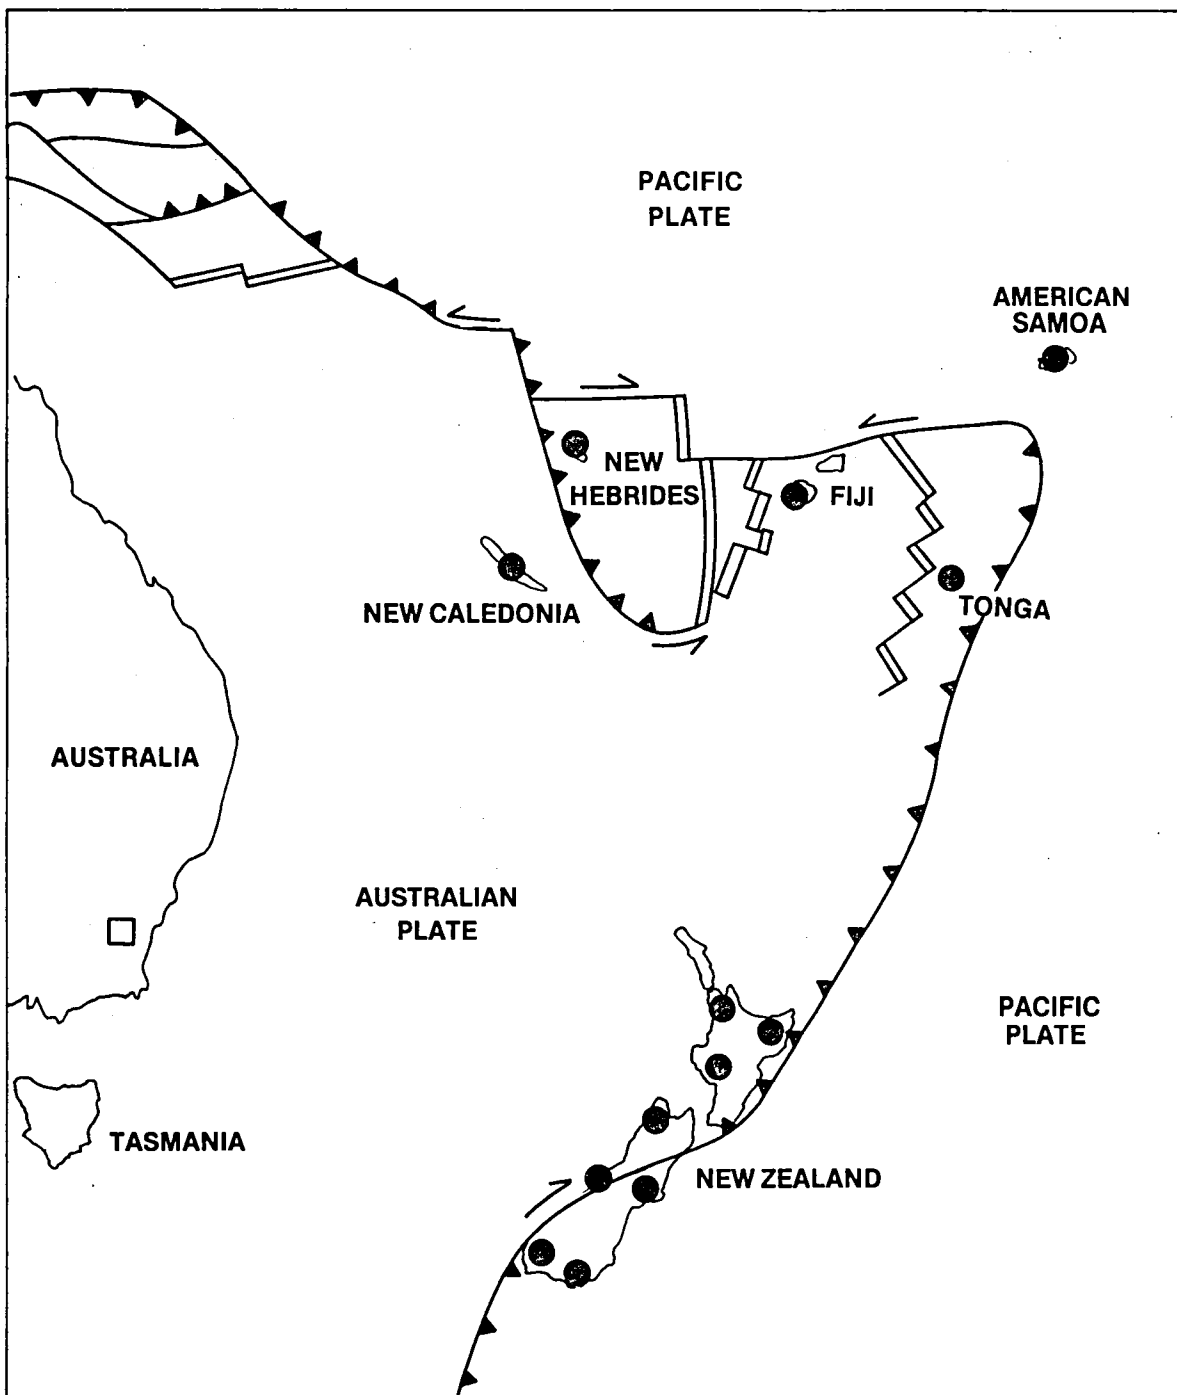 PACIFIC
PLATE
AMERICAN
SAMOA
NEW
HEBRIDES
FIJI
NEW CALEDONIA
TONGA
AUSTRALIA
AUSTRALIAN
PLATE
PACIFIC
PLATE
TASMANIA
NEW ZEALAND